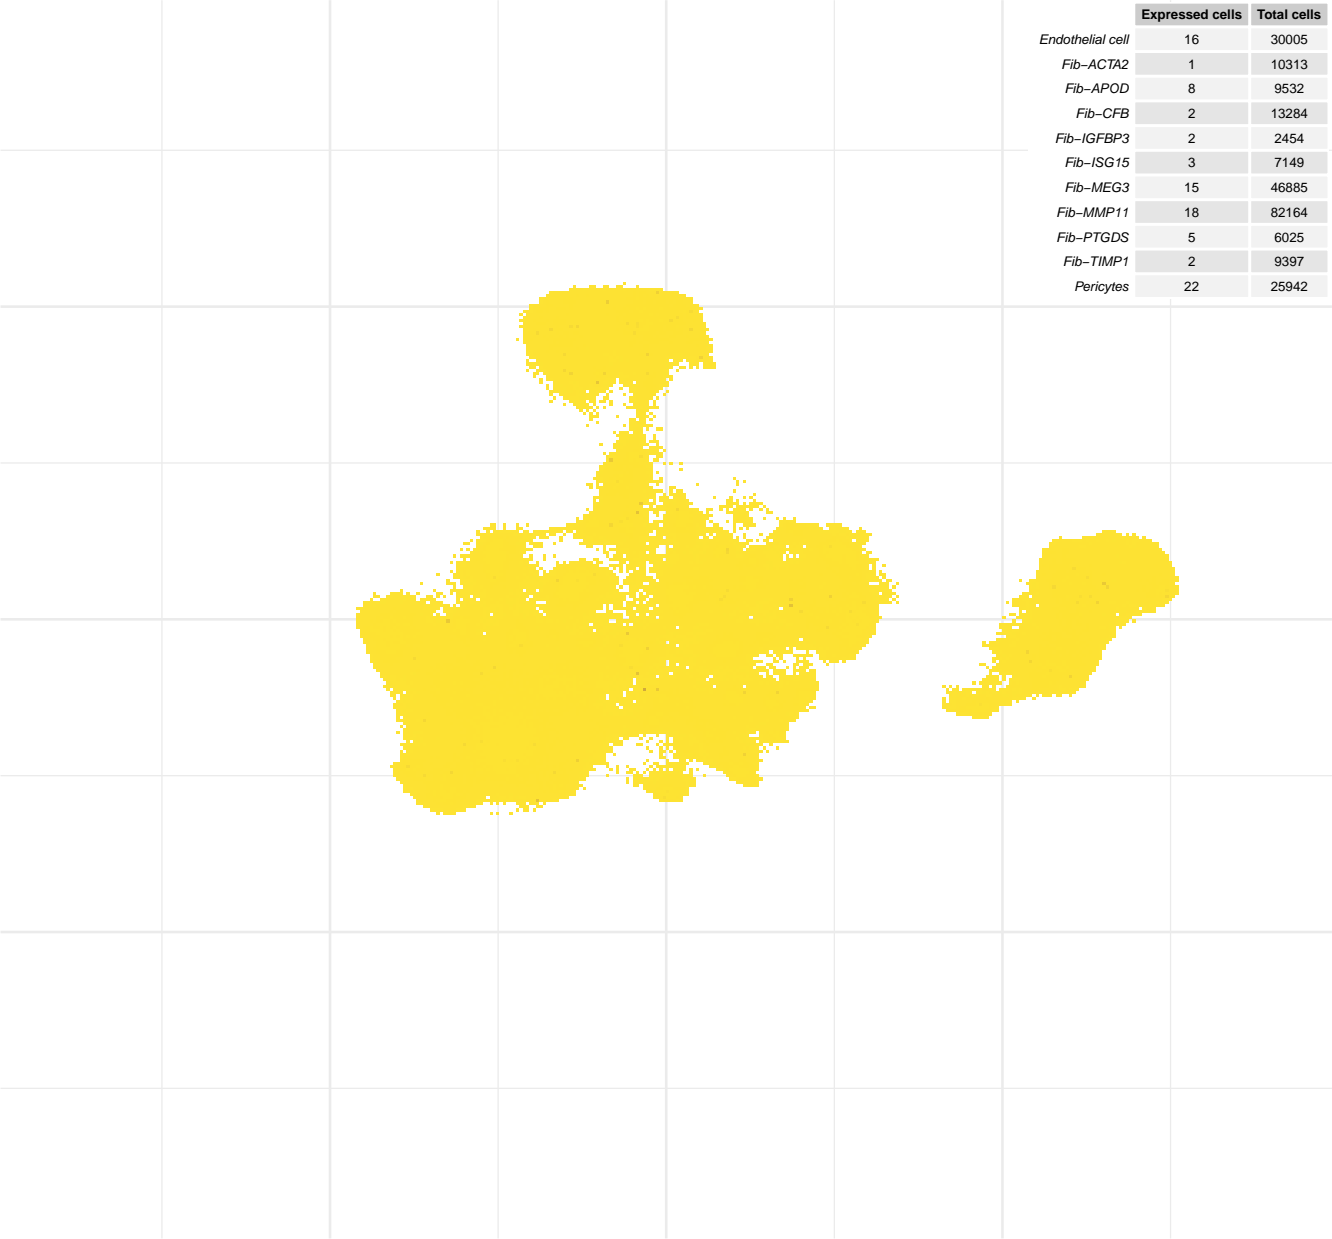 Expressed cells Total cells
Endothelial cell 16 30005
Fib−ACTA2 1 10313
Fib−APOD 8 9532
Fib−CFB 2 13284
Fib−IGFBP3 2 2454
Fib−ISG15 3 7149
Fib−MEG3 15 46885
Fib−MMP11 18 82164
Fib−PTGDS 5 6025
Fib−TIMP1 2 9397
Pericytes 22 25942